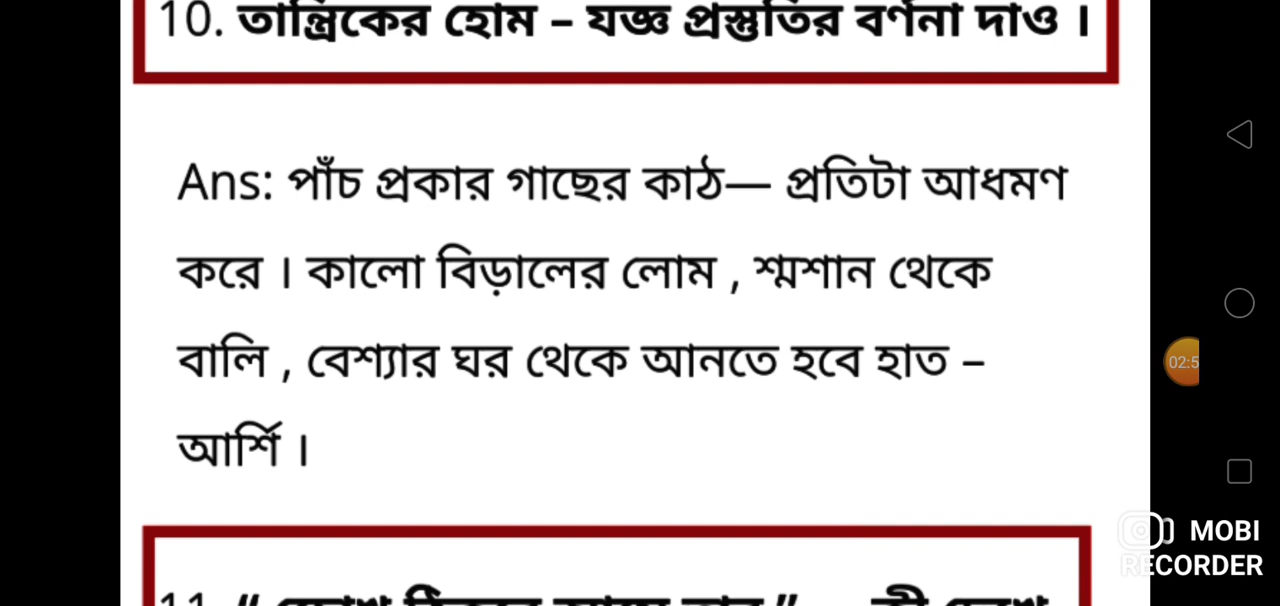 10. তান্ত্রিকের হোম – যজ্ঞ প্রস্তুতির বর্ণনা দাও ।
Ans: পাঁচ প্রকার গাছের কাঠ— প্রতিটা আধমণ
করে । কালো বিড়ালের লোম , শ্মশান থেকে
বালি , বেশ্যার ঘর থেকে আনতে হবে হাত –
আর্শি ।
02:5
MOBI
RECORDER